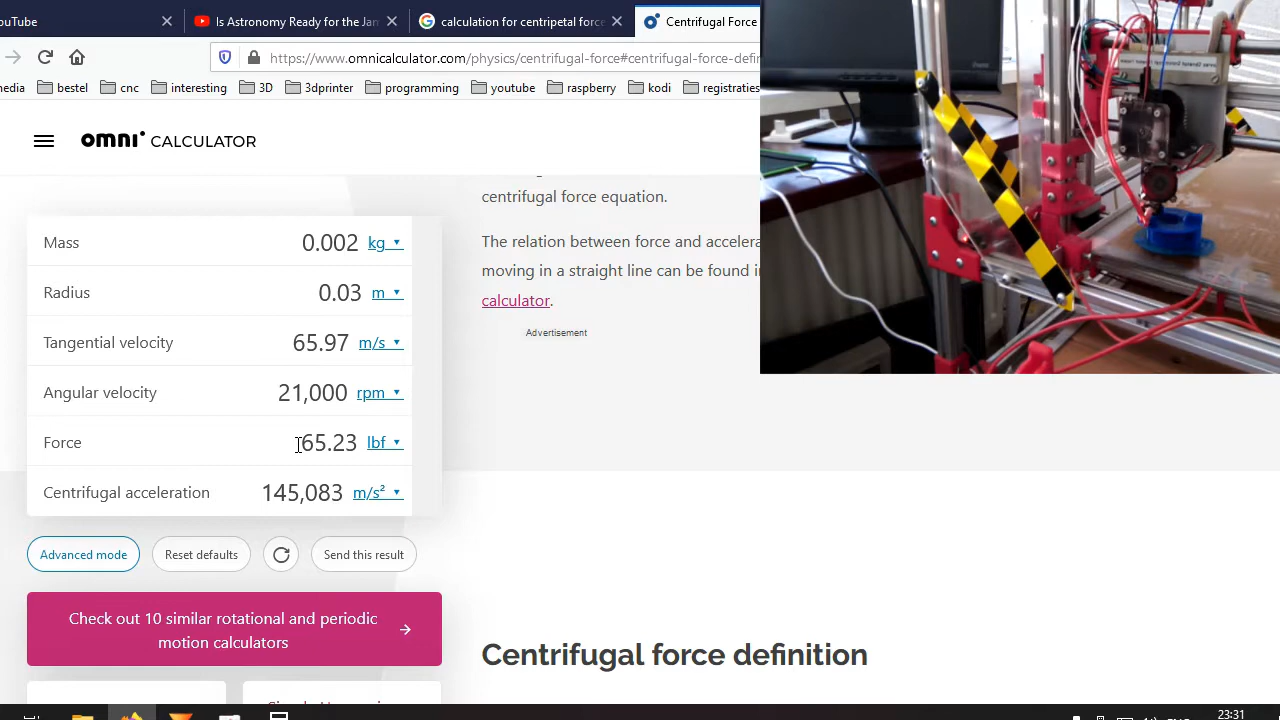 ouTube
Is Astronomy Ready for the Jam
calculation for centripetal force
Centrifugal Force
https://www.omnicalculator.com/physics/centrifugal-force#centrifugal-force-defi
media bestel cnc interesting 3D 3dprinter programming youtube raspberry kodi registraties
omni CALCULATOR
centrifugal force equation.
The relation between force and accelera
moving in a straight line can be found i
calculator.
Advertisement
Mass 0.002 kg
Radius 0.03 m
Tangential velocity 65.97 m/s
Angular velocity 21,000 rpm
Force 65.23 lbf
Centrifugal acceleration 145,083 m/s²
Advanced mode Reset defaults Send this result
Check out 10 similar rotational and periodic
motion calculators
Centrifugal force definition
23:31